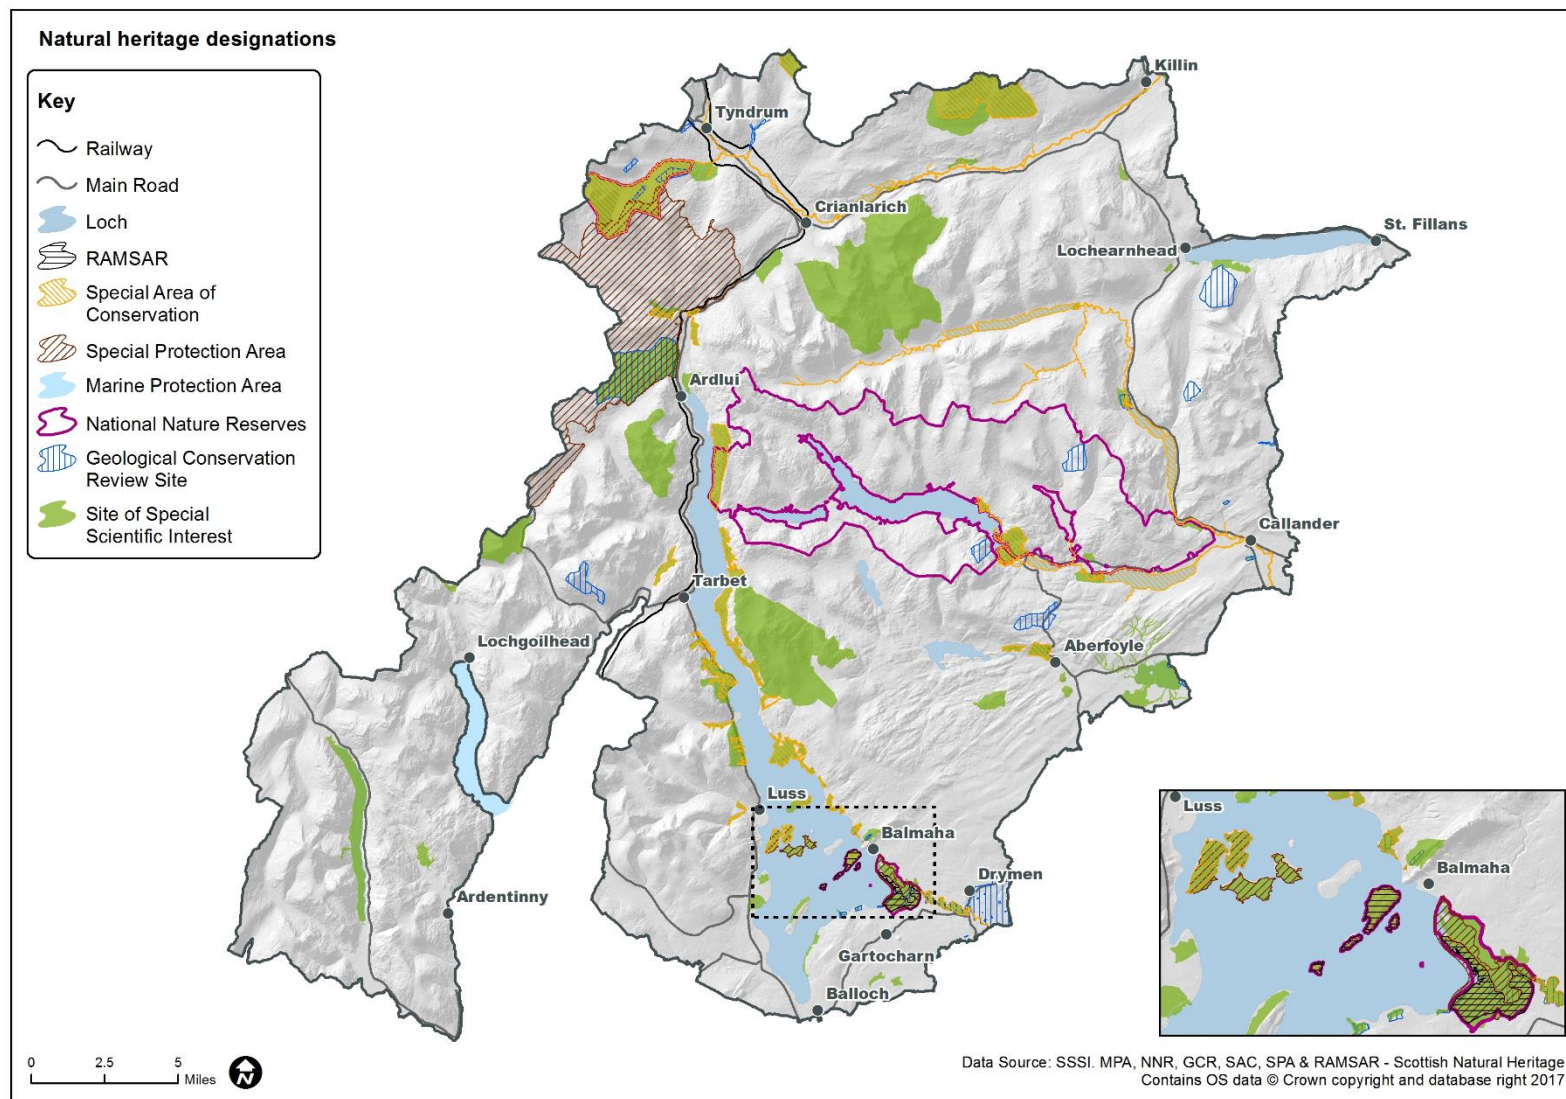 Natural heritage designations
Key
Railway
Main Road
Loch
RAMSAR
Special Area of
Conservation
Special Protection Area
Marine Protection Area
National Nature Reserves
Geological Conservation
Review Site
Site of Special
Scientific Interest
Killin
Tyndrum
Crianlarich
St. Fillans
Lochearnhead
Ardlui
Callander
Tarbet
Lochgoilhead
Aberfoyle
Luss
Balmaha
Drymen
Ardentinny
Gartocharn
Balloch
Luss
Balmaha
0 2.5 5
Miles
N
Data Source: SSSI. MPA, NNR, GCR, SAC, SPA & RAMSAR - Scottish Natural Heritage
Contains OS data © Crown copyright and database right 2017